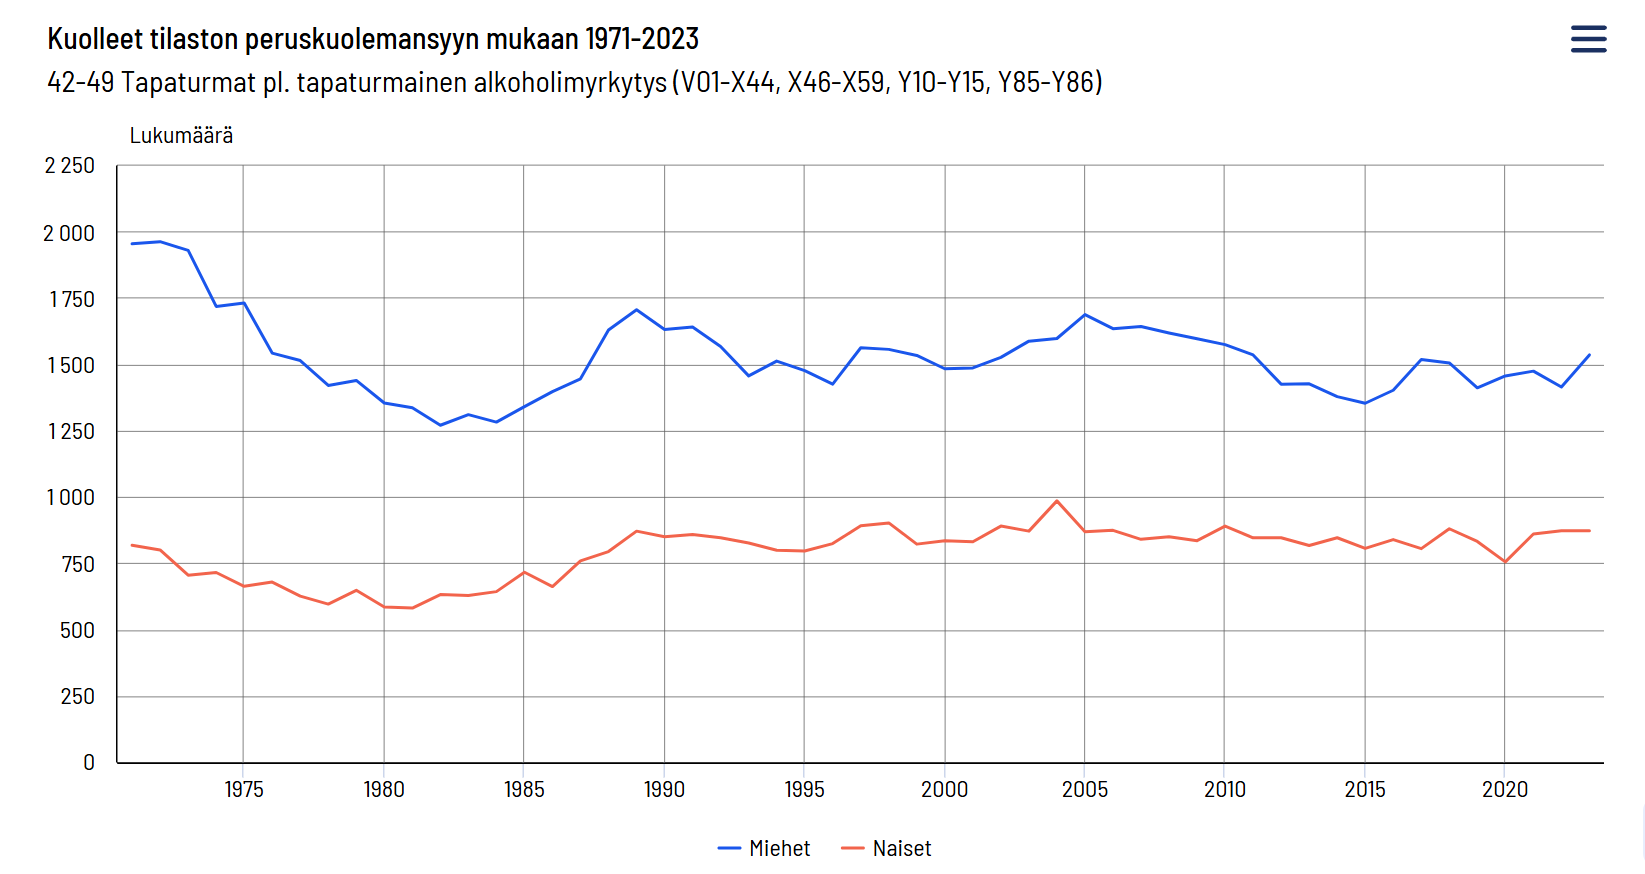 Kuolleet tilaston peruskuolemansyyn mukaan 1971-2023
42-49 Tapaturmat pl. tapaturmainen alkoholimyrkytys (V01-X44, X46-X59, Y10-Y15, Y85-Y86)
Lukumäärä
2 250
2 000
1 750
1 500
1 250
1 000
750
500
250
0
1975 1980 1985 1990 1995 2000 2005 2010 2015 2020
Miehet Naiset